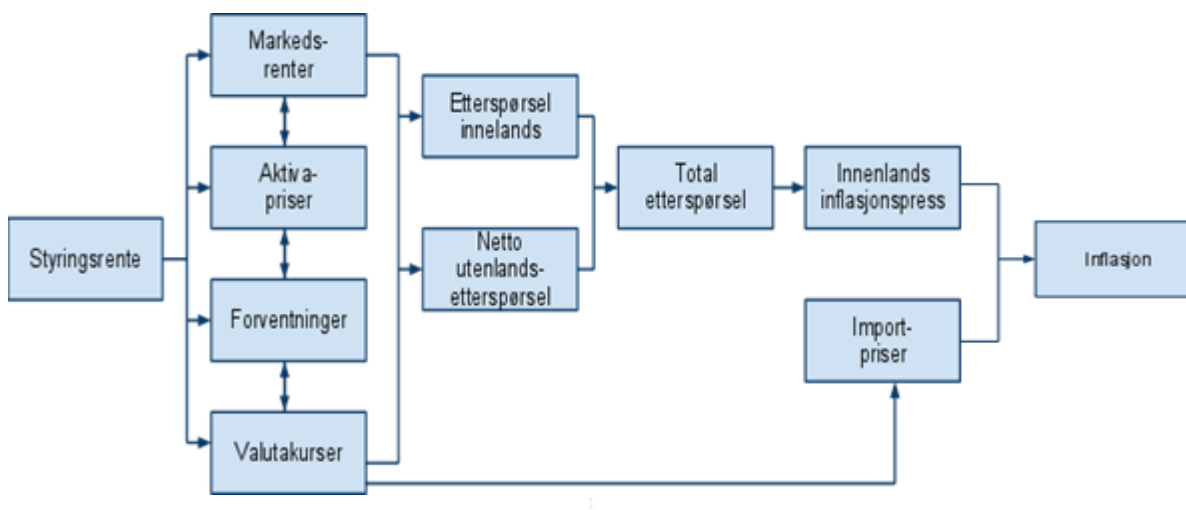 Markeds-
renter
Etterspørsel
innelands
Aktiva-
priser
Total
etterspørsel
Innenlands
inflasjonspress
Styringsrente
Netto
utenlands-
etterspørsel
Inflasjon
Forventninger
Import-
priser
Valutakurser
1